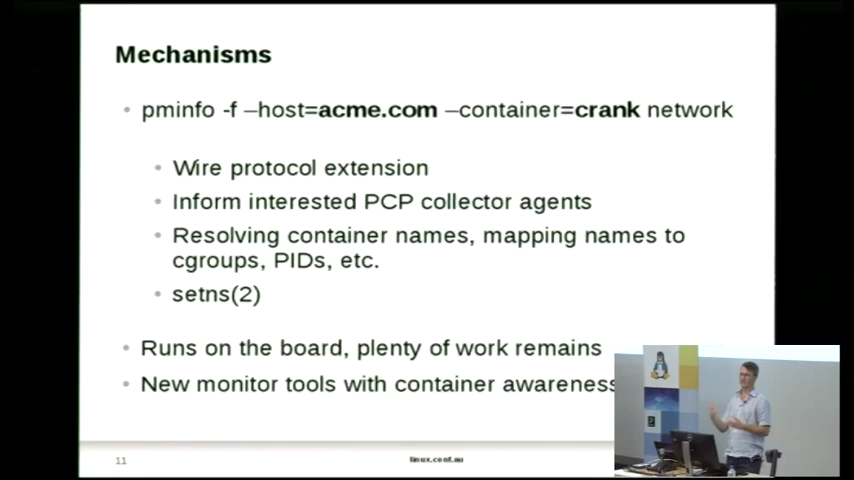 Mechanisms
• pminfo -f –host=acme.com –container=crank network
• Wire protocol extension
• Inform interested PCP collector agents
• Resolving container names, mapping names to
cgroups, PIDs, etc.
• setns(2)
• Runs on the board, plenty of work remains
• New monitor tools with container awareness
11
linux.conf.au